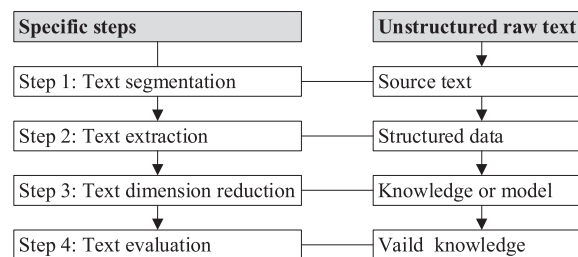 Specific steps
Unstructured raw text
Step 1: Text segmentation
Source text
Step 2: Text extraction
Structured data
Step 3: Text dimension reduction
Knowledge or model
Step 4: Text evaluation
Vaild knowledge